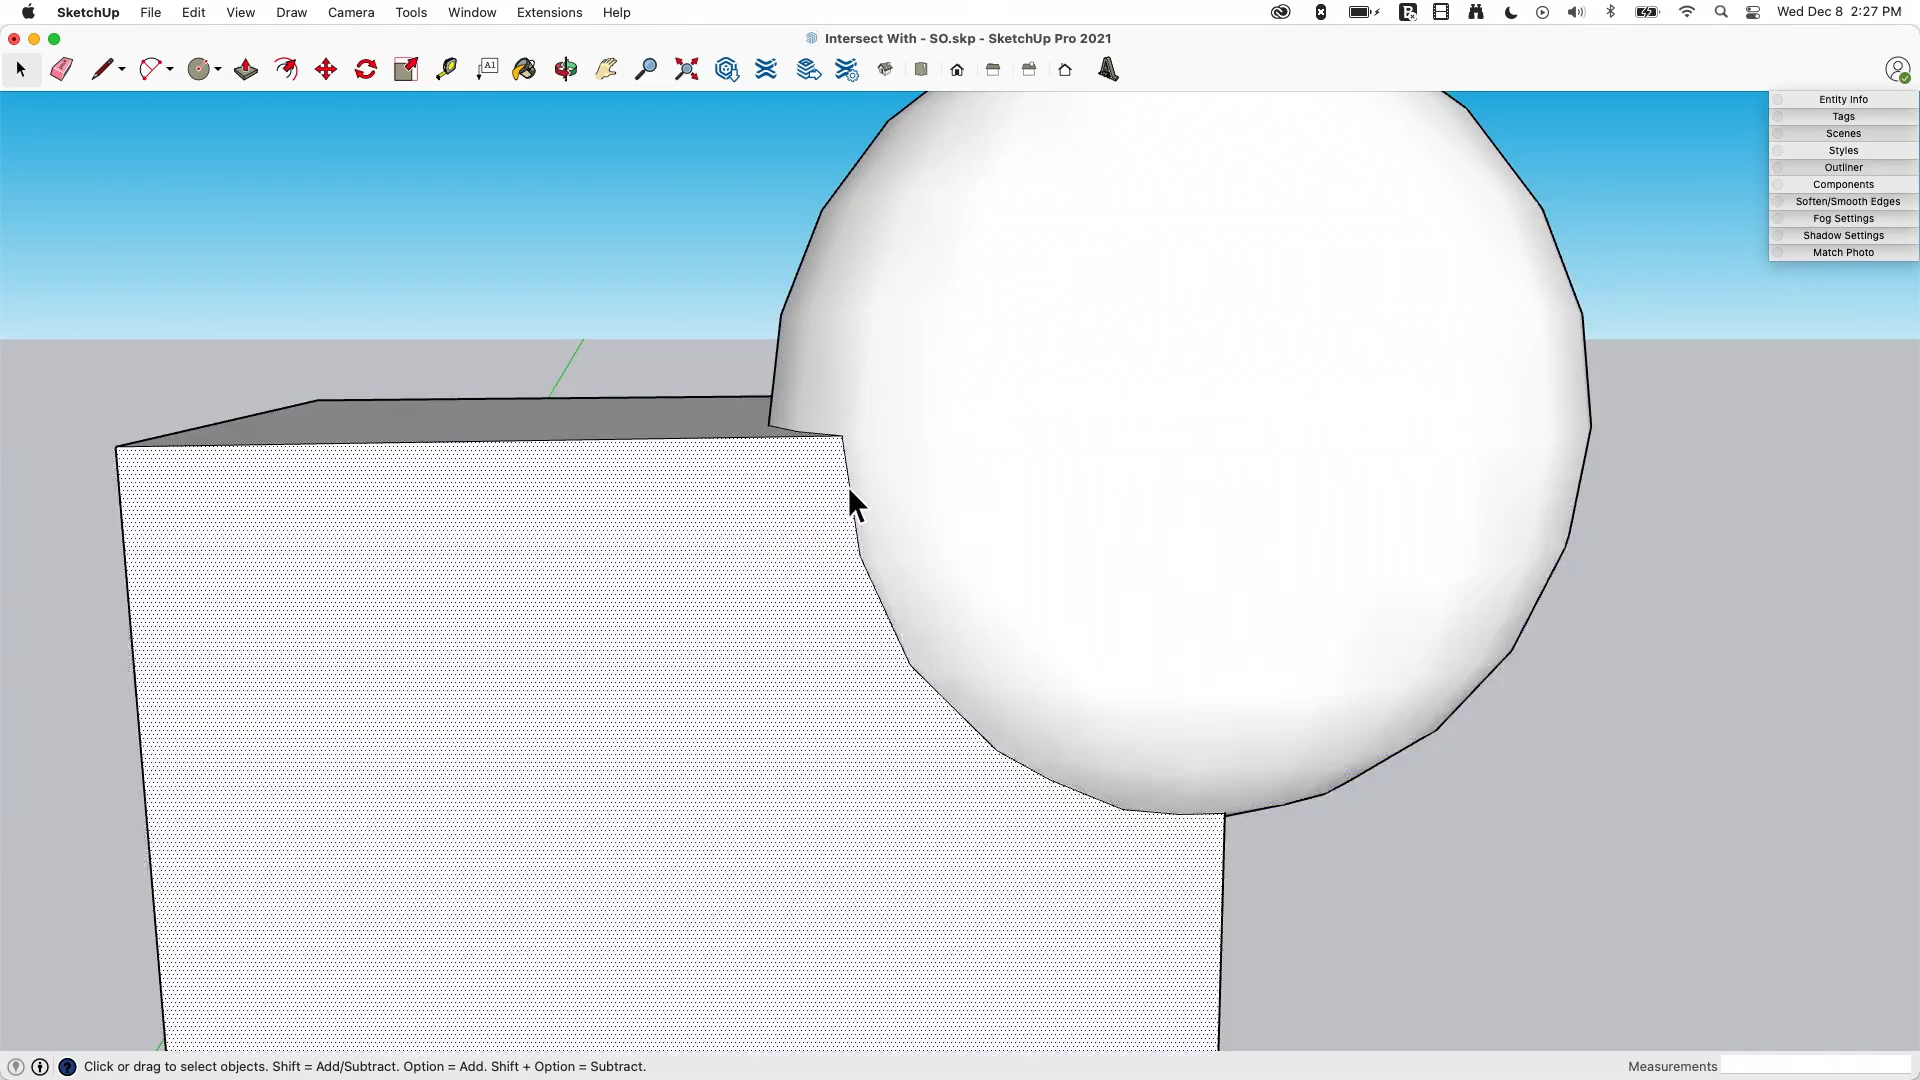 SketchUp File Edit View Draw Camera Tools Window Extensions Help Wed Dec 8 2:27 PM
Intersect With - SO.skp - SketchUp Pro 2021
A1
Entity Info
Tags
Scenes
Styles
Outliner
Components
Soften/Smooth Edges
Fog Settings
Shadow Settings
Match Photo
Click or drag to select objects. Shift = Add/Subtract. Option = Add. Shift + Option = Subtract. Measurements